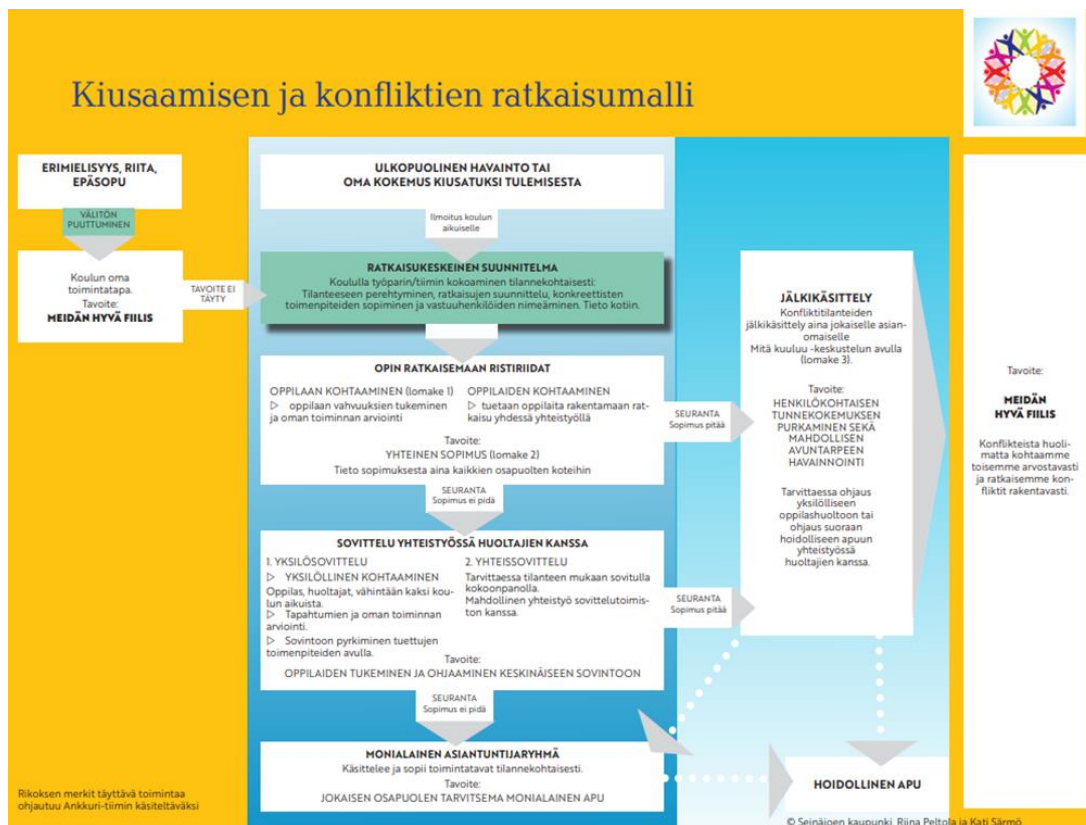 Kiusaamisen ja konfliktien ratkaisumalli
ERIMIELISYYS, RIITA,
EPÄSOPU
VÄLITÖN
PUUTTUMINEN
Koulun oma
toimintatapa.
Tavoite:
MEIDÄN HYVÄ FIILIS
TAVOITE EI
TÄYTY
ULKOPUOLINEN HAVAINTO TAI
OMA KOKEMUS KIUSATUKSI TULEMISESTA
Ilmoitus koulun
aikuiselle
RATKAISUKESKEINEN SUUNNITELMA
Koululla työparin/tiimin kokoaminen tilannekohtaisesti:
Tilanteeseen perehtyminen, ratkaisujen suunnittelu, konkreettisten
toimenpiteiden sopiminen ja vastuuhenkilöiden nimeäminen. Tieto kotiin.
OPIN RATKAISEMAAN RISTIRIIDAT
OPPILAAN KOHTAAMINEN (lomake 1)
▷ oppilaan vahvuuksien tukeminen
ja oman toiminnan arviointi
OPPILAIDEN KOHTAAMINEN
▷ tuetaan oppilaita rakentamaan rat-
kaisu yhdessä yhteistyöllä
Tavoite:
YHTEINEN SOPIMUS (lomake 2)
Tieto sopimuksesta aina kaikkien osapuolten koteihin
SEURANTA
Sopimus pitää
SEURANTA
Sopimus ei pidä
SOVITTELU YHTEISTYÖSSÄ HUOLTAJIEN KANSSA
1. YKSILÖSOVITTELU
▷ YKSILÖLLINEN KOHTAAMINEN
Oppilas, huoltajat, vähintään kaksi kou-
lun aikuista.
▷ Tapahtumien ja oman toiminnan
arviointi.
▷ Sovintoon pyrkiminen tuettujen
toimenpiteiden avulla.
2. YHTEISSOVITTELU
Tarvittaessa tilanteen mukaan sovitulla
kokoonpanolla.
Mahdollinen yhteistyö sovittelutoimis-
ton kanssa.
Tavoite:
OPPILAIDEN TUKEMINEN JA OHJAAMINEN KESKINÄISEEN SOVINTOON
SEURANTA
Sopimus pitää
SEURANTA
Sopimus ei pidä
MONIALAINEN ASIANTUNTIJARYHMÄ
Käsittelee ja sopii toimintatavat tilannekohtaisesti.
Tavoite:
JOKAISEN OSAPUOLEN TARVITSEMA MONIALAINEN APU
JÄLKIKÄSITTELY
Konfliktitilanteiden
jälkikäsittely aina jokaiselle asian-
omaiselle
Mitä kuuluu -keskustelun avulla
(lomake 3).
Tavoite:
HENKILÖKOHTAISEN
TUNNEKOKEMUKSEN
PURKAMINEN SEKÄ
MAHDOLLISEN
AVUNTARPEEN
HAVAINNOINTI
Tarvittaessa ohjaus
yksilölliseen
oppilashuoltoon tai
ohjaus suoraan
hoidolliseen apuun
yhteistyössä
huoltajien kanssa.
HOIDOLLINEN APU
Tavoite:
MEIDÄN
HYVÄ FIILIS
Konflikteista huoli-
matta kohtaamme
toisemme arvostavasti
ja ratkaisemme kon-
fliktit rakentavasti.
Rikoksen merkit täyttävä toimintaa
ohjautuu Ankkuri-tiimin käsiteltäväksi
© Seinäjoen kaupunki, Riina Peltola ja Kati Särmö